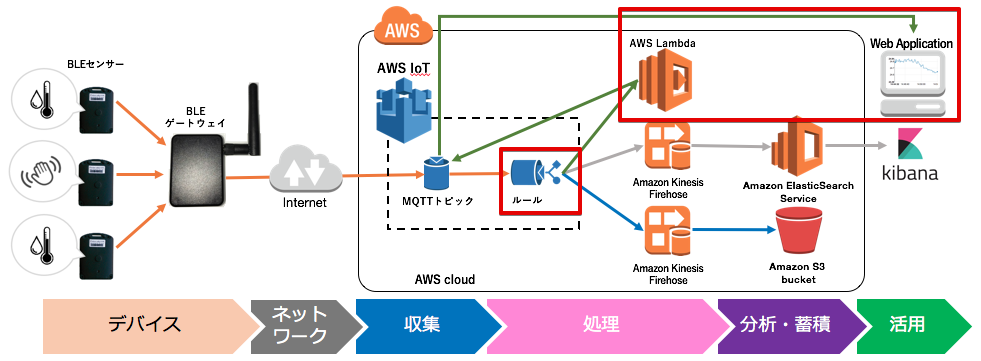 AWS
BLEセンサー
BLE
ゲートウェイ
Internet
AWS IoT
MQTTトピック
ルール
AWS Lambda
Web Application
Amazon Kinesis
Firehose
Amazon ElasticSearch
Service
kibana
Amazon Kinesis
Firehose
Amazon S3
bucket
AWS cloud
デバイス
ネット
ワーク
収集
処理
分析・蓄積
活用